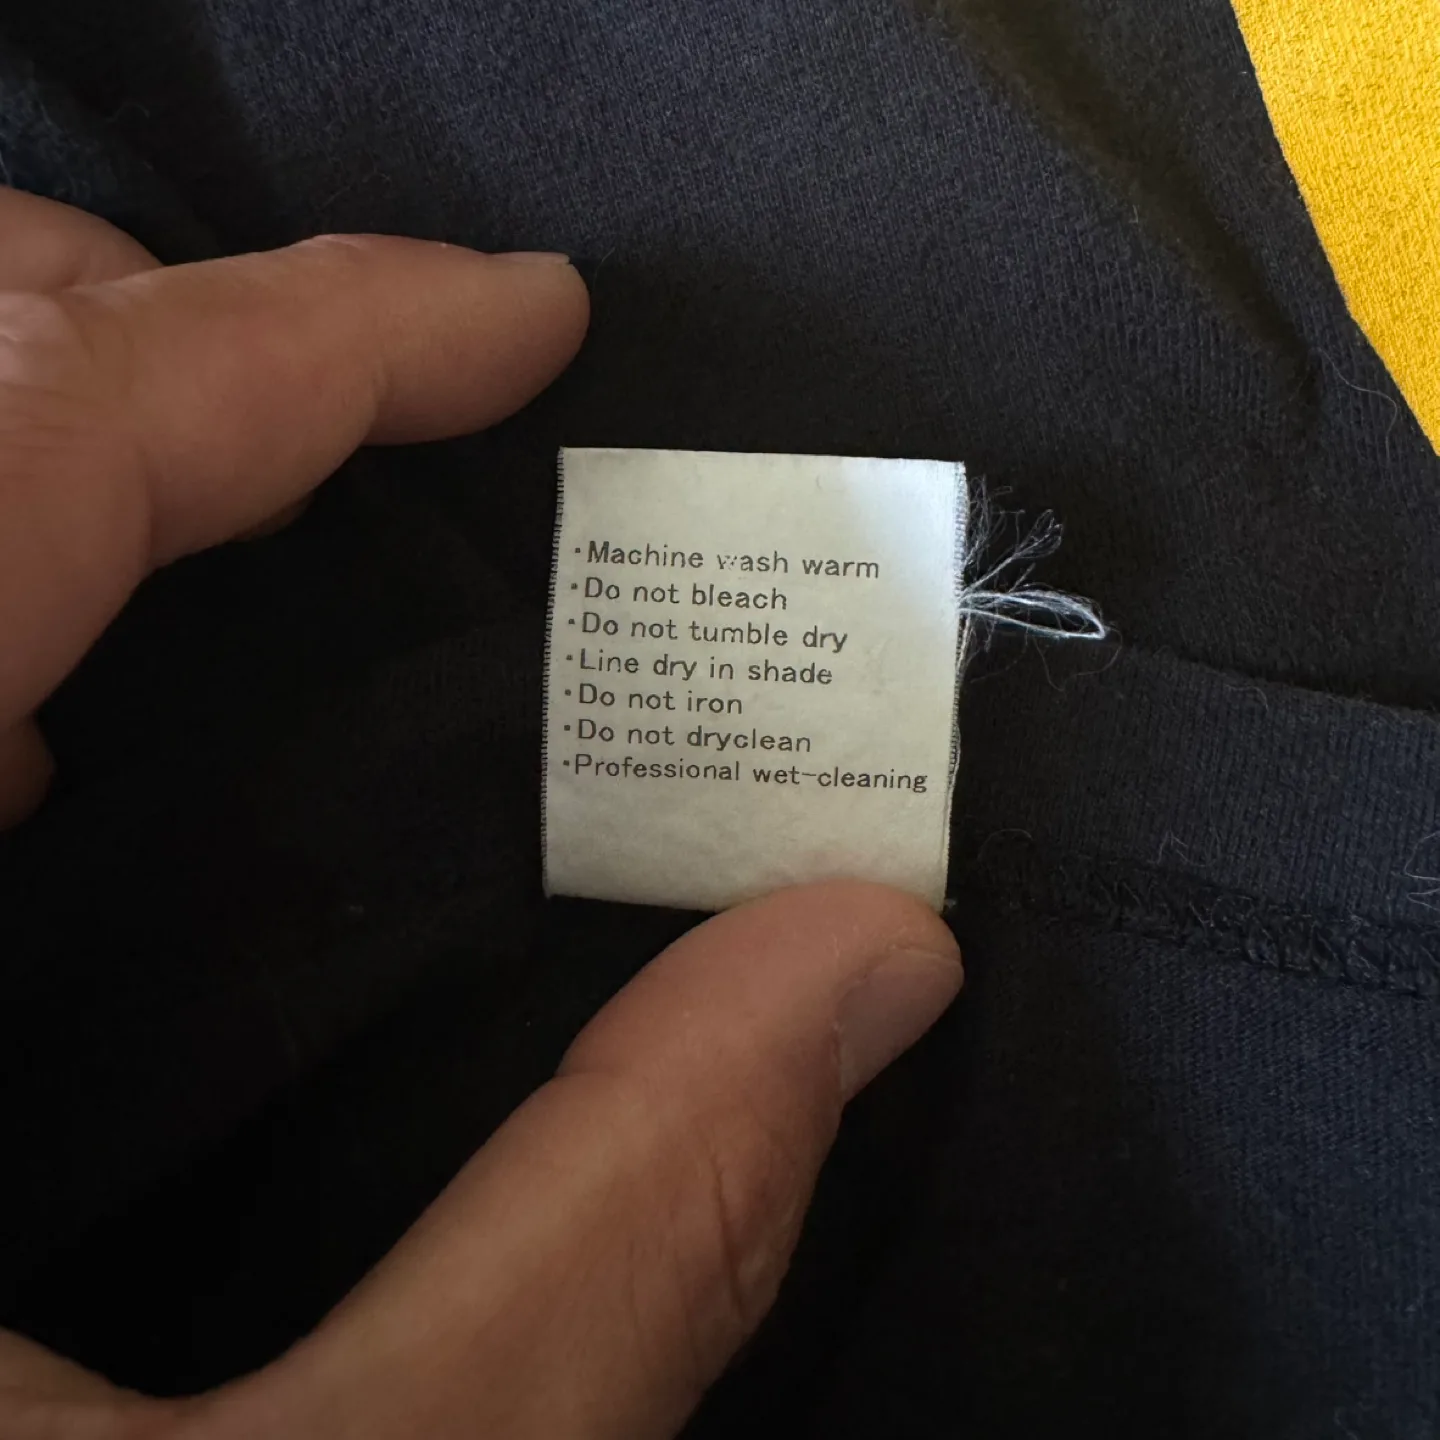 ・Machine wash warm
・Do not bleach
・Do not tumble dry
・Line dry in shade
・Do not iron
・Do not dryclean
・Professional wet-cleaning